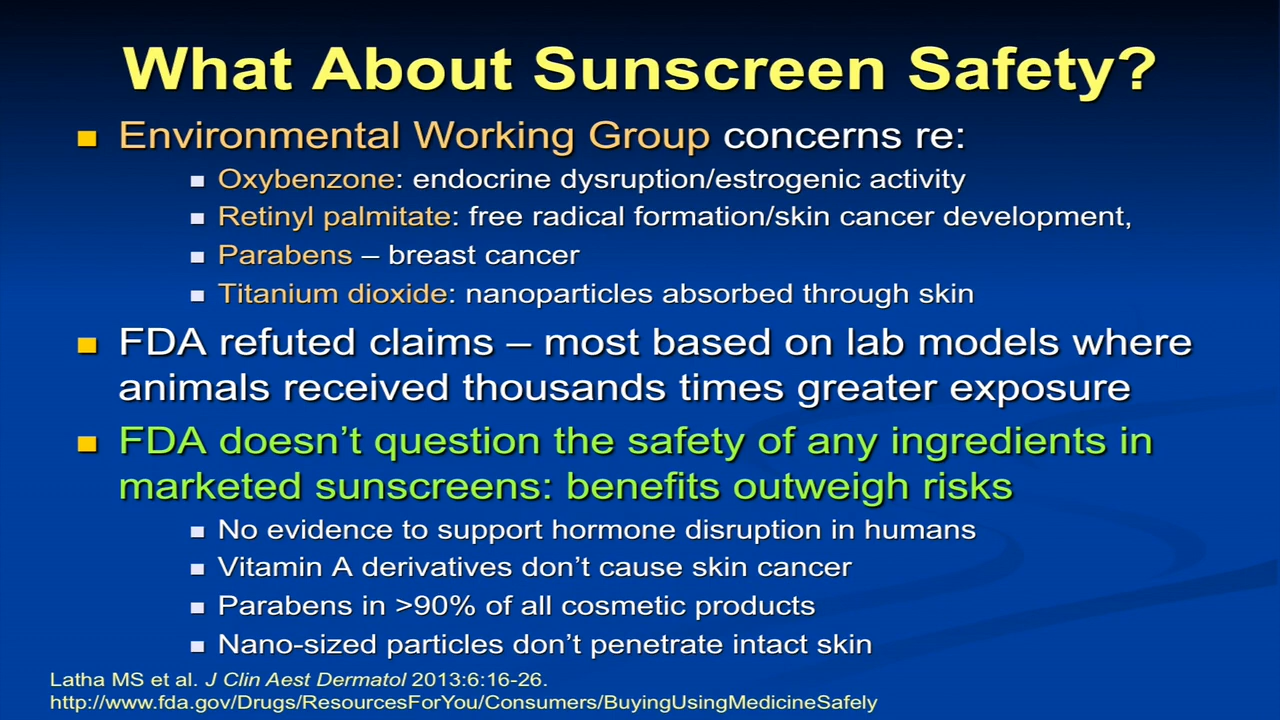 What About Sunscreen Safety?
Environmental Working Group concerns re:
Oxybenzone: endocrine dysruption/estrogenic activity
Retinyl palmitate: free radical formation/skin cancer development,
Parabens – breast cancer
Titanium dioxide: nanoparticles absorbed through skin
FDA refuted claims – most based on lab models where
animals received thousands times greater exposure
FDA doesn't question the safety of any ingredients in
marketed sunscreens: benefits outweigh risks
No evidence to support hormone disruption in humans
Vitamin A derivatives don't cause skin cancer
Parabens in >90% of all cosmetic products
Nano-sized particles don't penetrate intact skin
Latha MS et al. J Clin Aest Dermatol 2013:6:16-26.
http://www.fda.gov/Drugs/ResourcesForYou/Consumers/BuyingUsingMedicineSafely